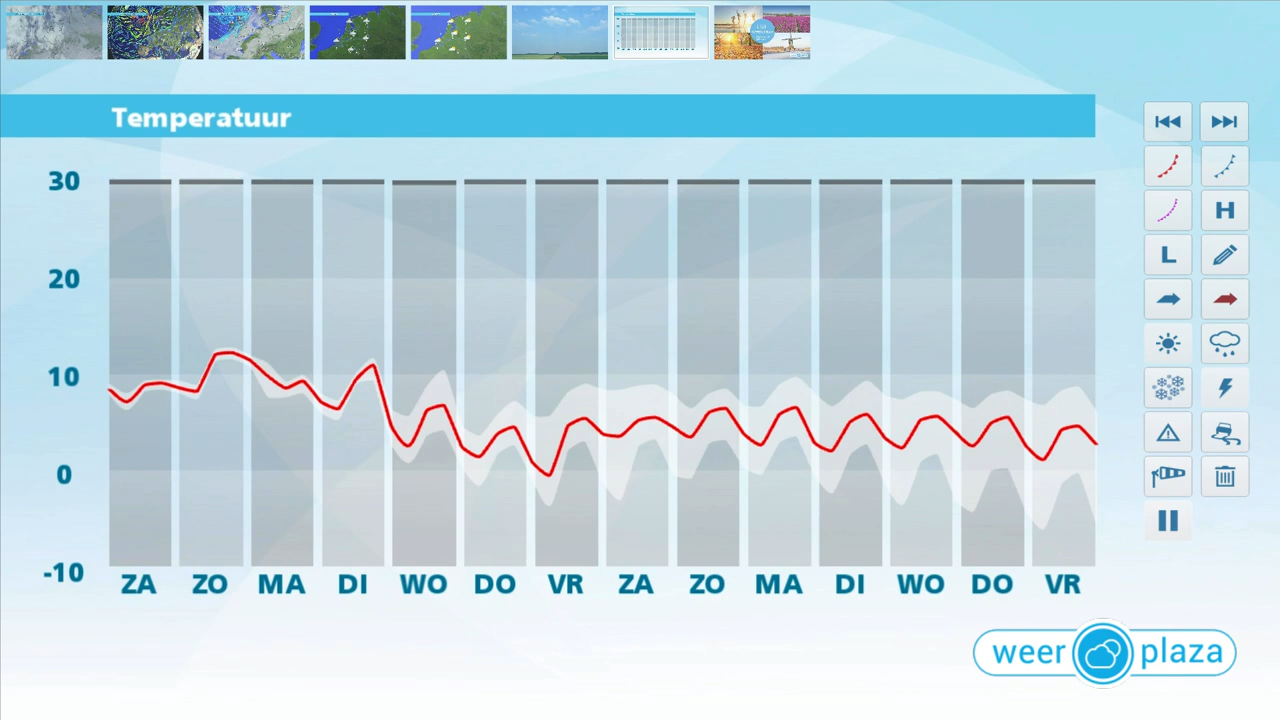 Temperatuur
30
20
10
0
-10
ZA ZO MA DI WO DO VR ZA ZO MA DI WO DO VR
H
L
weer plaza